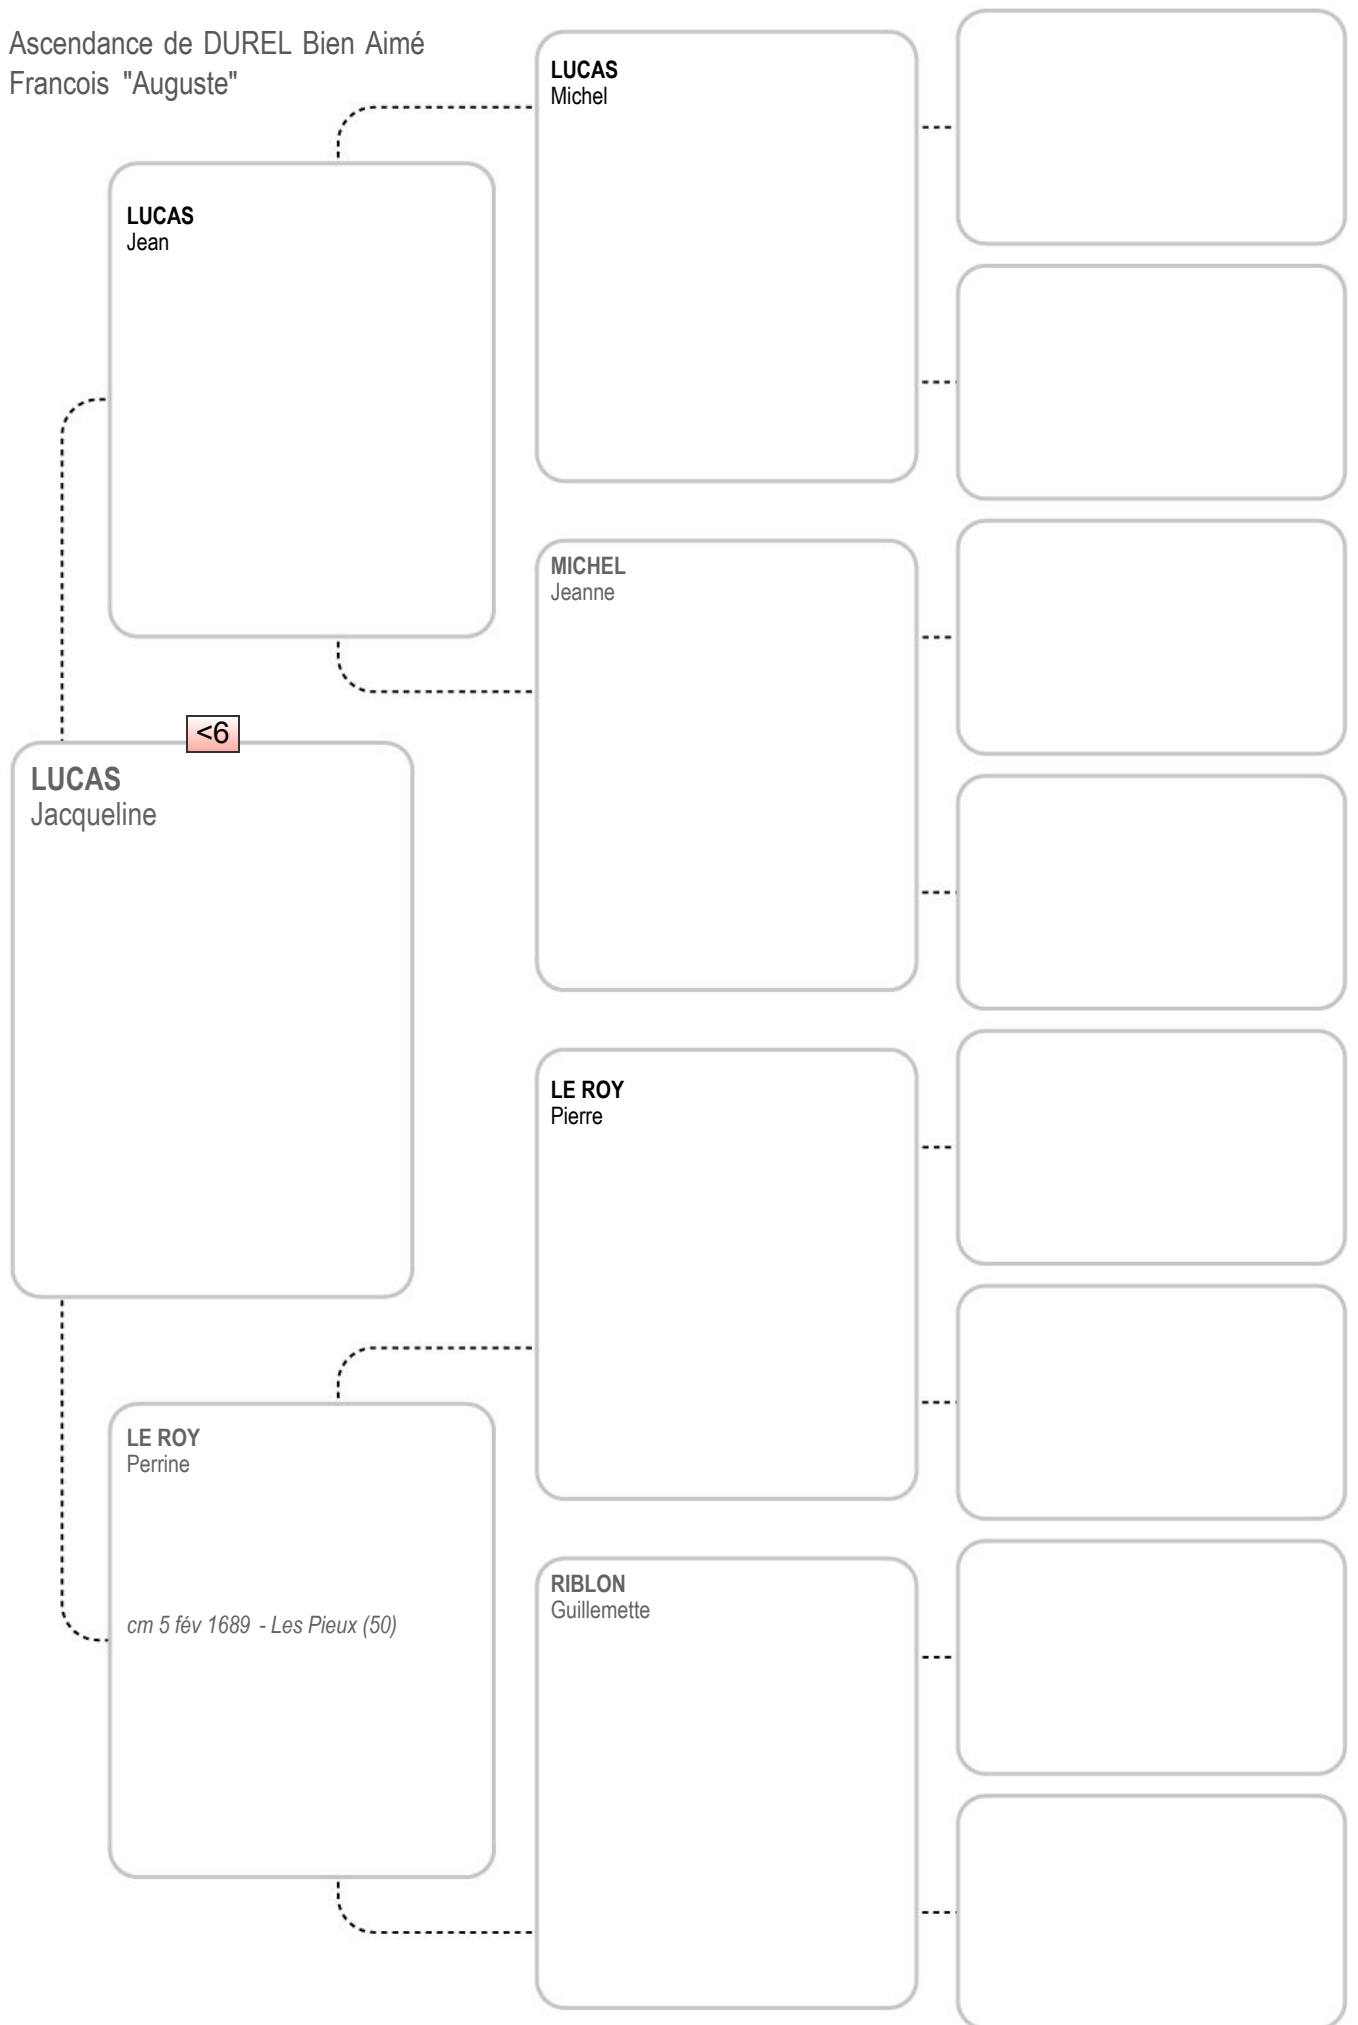 Ascendance de DUREL Bien Aimé
Francois "Auguste"
LUCAS
Michel
LUCAS
Jean
MICHEL
Jeanne
<6
LUCAS
Jacqueline
LE ROY
Pierre
LE ROY
Perrine
cm 5 fév 1689 - Les Pieux (50)
RIBLON
Guillemette